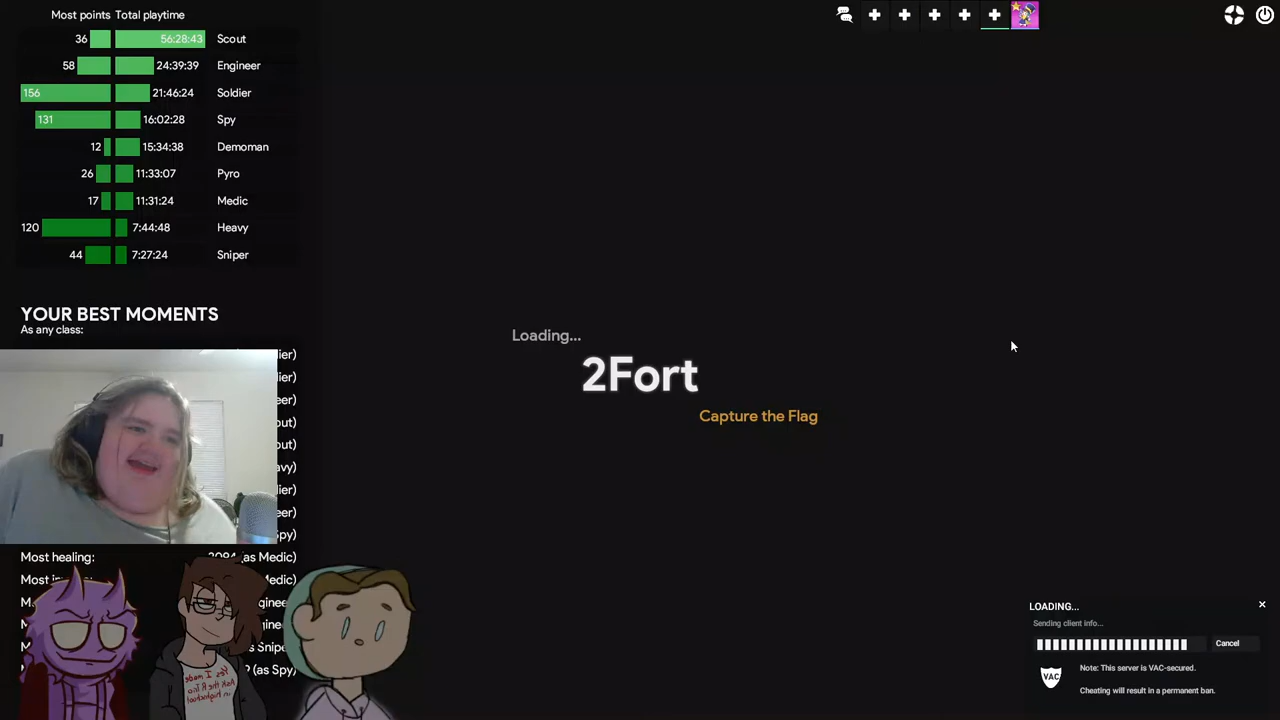 Most points Total playtime
36 56:28:43 Scout
58 24:39:39 Engineer
156 21:46:24 Soldier
131 16:02:28 Spy
12 15:34:38 Demoman
26 11:33:07 Pyro
17 11:31:24 Medic
120 7:44:48 Heavy
44 7:27:24 Sniper
YOUR BEST MOMENTS
As any class:
Loading...
2Fort
Capture the Flag
Most healing: 2094 (as Medic)
(as Spy)
Yes I made
LOADING...
Sending client info...
Cancel
VAC
Note: This server is VAC-secured.
Cheating will result in a permanent ban.